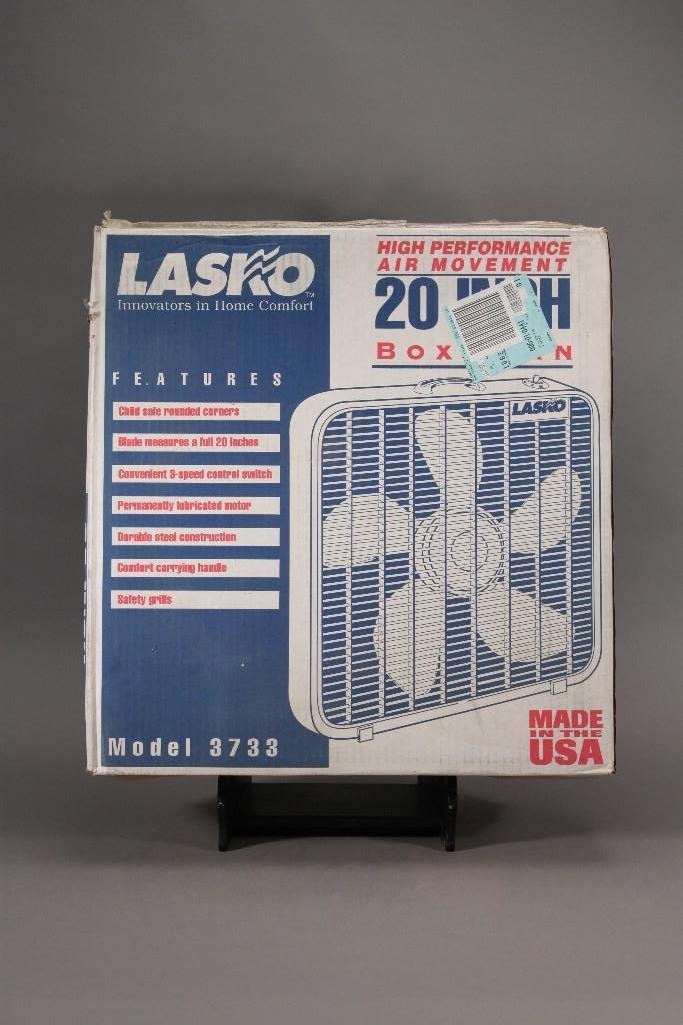 LASKO
TM
Innovators in Home Comfort
FEATURES
Child safe rounded corners
Blade measures a full 20 inches
Convenient 3-speed control switch
Permanently lubricated motor
Durable steel construction
Comfort carrying handle
Safety grills
Model 3733
HIGH PERFORMANCE
AIR MOVEMENT
20
BOX
LASKO
MADE
IN THE
USA